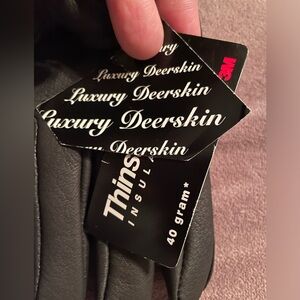 Luxury
Luxury Deerskin
Luxury Deerskin
Luxury Deerskin
Deerskin
3M
Thins
INSUL
40 gram*